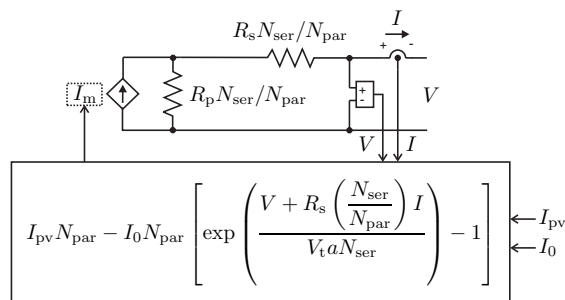 I
R_s N_ser/N_par
+ -
I_m
R_p N_ser/N_par
+
-
V
V I
I_pv N_par − I_0 N_par [exp((V + R_s (N_ser/N_par) I)/(V_t a N_ser)) − 1]
I_pv
I_0